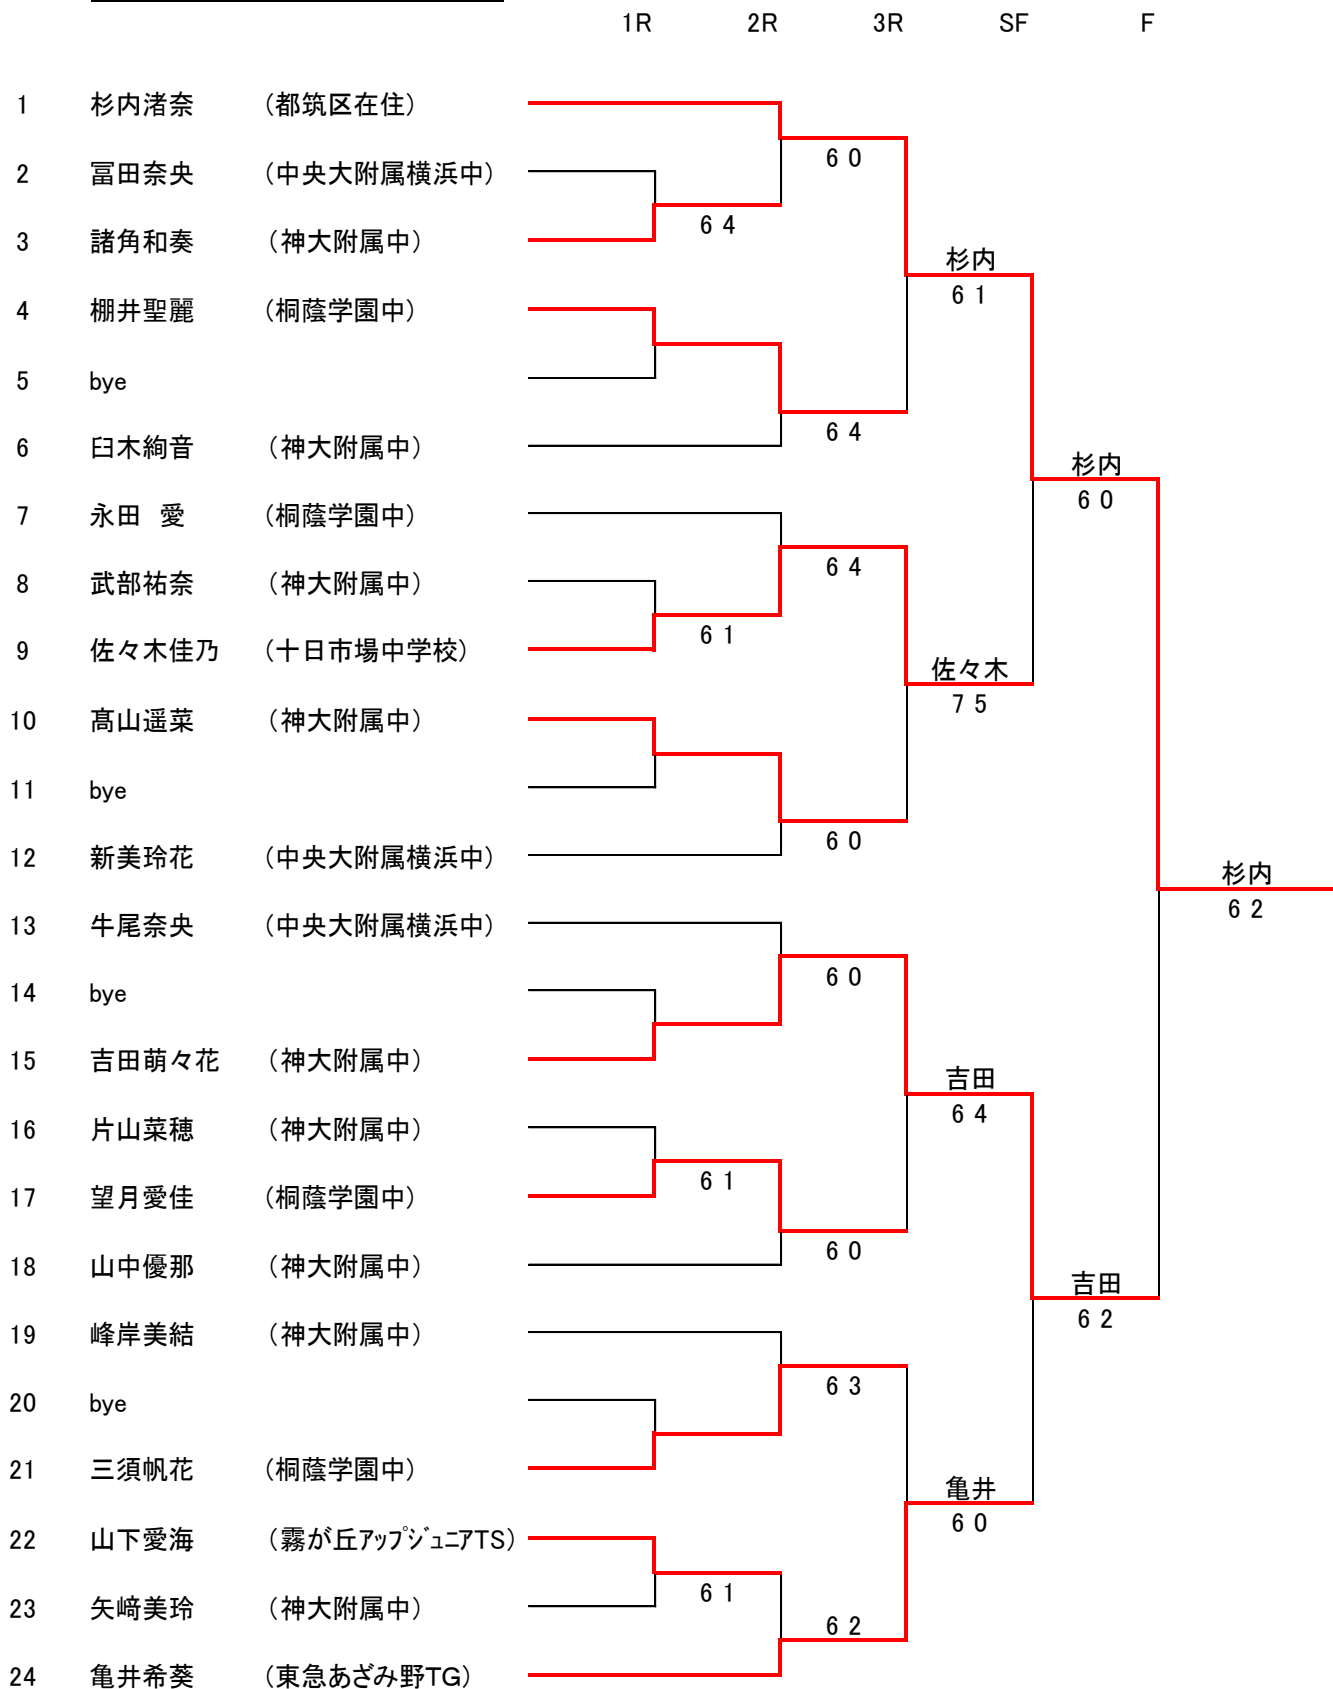 1R 2R 3R SF F
1 杉内渚奈 (都筑区在住)
6 0
2 冨田奈央 (中央大附属横浜中)
6 4
3 諸角和奏 (神大附属中)
杉内
6 1
4 棚井聖麗 (桐蔭学園中)
5 bye
6 4
6 臼木絢音 (神大附属中)
杉内
6 0
7 永田 愛 (桐蔭学園中)
6 4
8 武部祐奈 (神大附属中)
6 1
9 佐々木佳乃 (十日市場中学校)
佐々木
7 5
10 髙山遥菜 (神大附属中)
11 bye
6 0
12 新美玲花 (中央大附属横浜中)
杉内
6 2
13 牛尾奈央 (中央大附属横浜中)
6 0
14 bye
15 吉田萌々花 (神大附属中)
吉田
6 4
16 片山菜穂 (神大附属中)
6 1
17 望月愛佳 (桐蔭学園中)
6 0
18 山中優那 (神大附属中)
吉田
6 2
19 峰岸美結 (神大附属中)
6 3
20 bye
21 三須帆花 (桐蔭学園中)
亀井
6 0
22 山下愛海 (霧が丘アップジュニアTS)
6 1
23 矢﨑美玲 (神大附属中)
6 2
24 亀井希葵 (東急あざみ野TG)